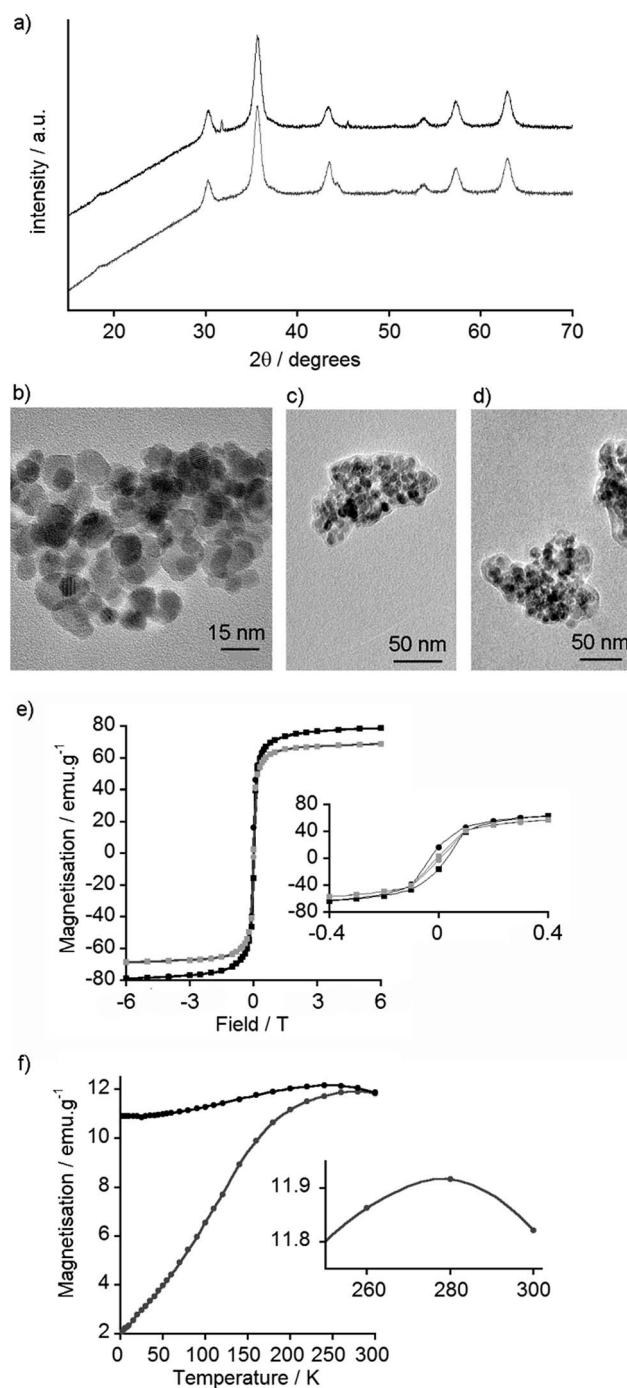 a)
intensity / a.u.
20 30 40 50 60 70
2θ / degrees
b) c) d)
15 nm
50 nm
50 nm
e)
Magnetisation / emu.g-1
80
60
40
20
0
-20
-40
-60
-80
-6 -3 0 3 6
Field / T
80
40
0
-40
-80
-0.4 0 0.4
f)
Magnetisation / emu.g-1
12
10
8
6
4
2
0 50 100 150 200 250 300
Temperature / K
11.9
11.8
260 280 300